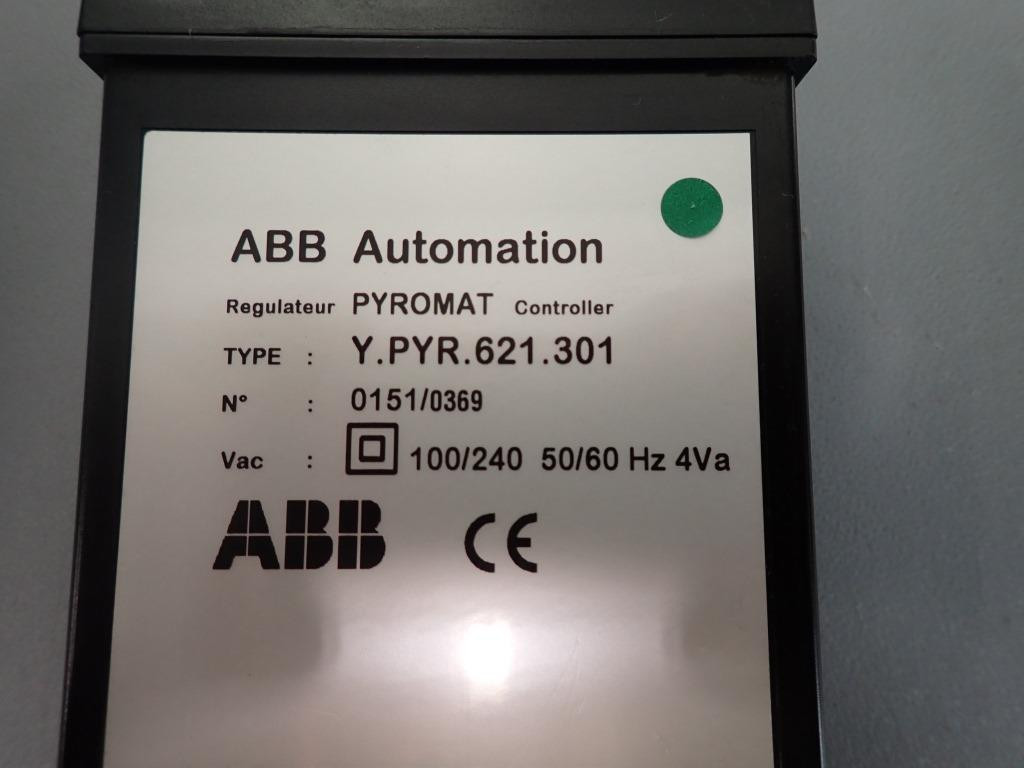 ABB Automation
Regulateur PYROMAT Controller
TYPE : Y.PYR.621.301
N° : 0151/0369
Vac : 100/240 50/60 Hz 4Va
ABB CE